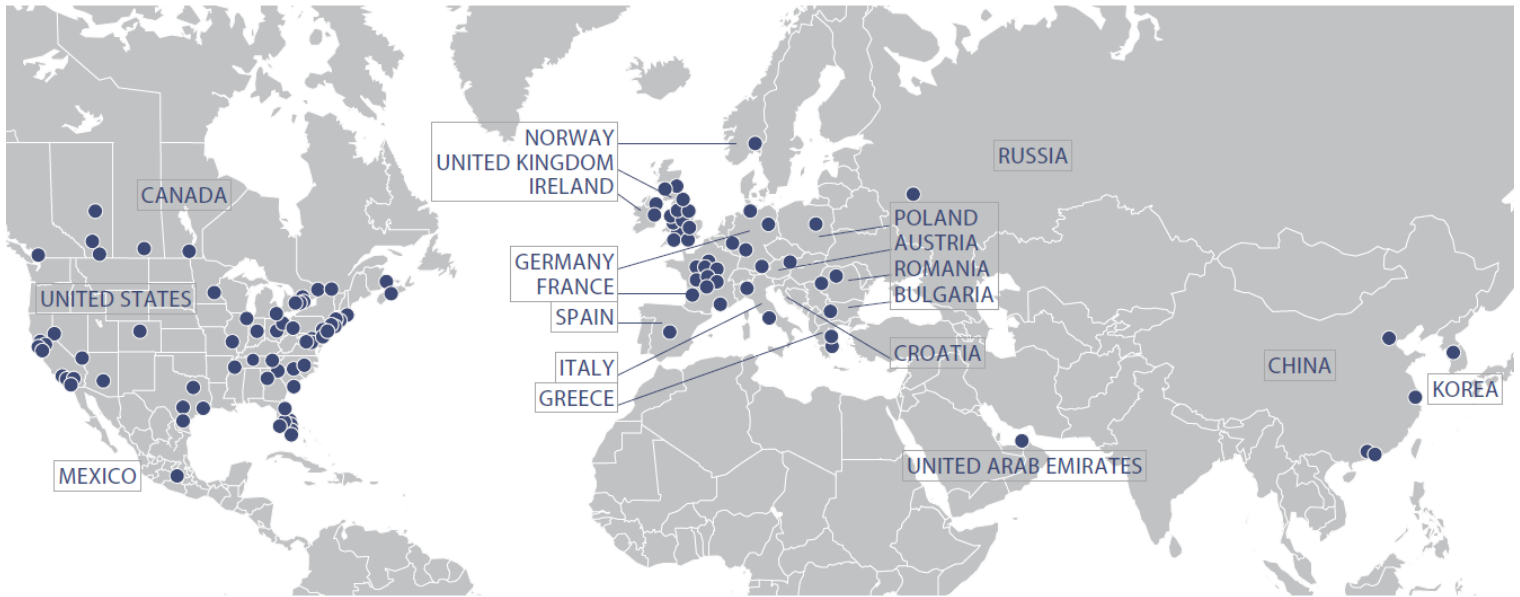 CANADA
UNITED STATES
MEXICO
NORWAY
UNITED KINGDOM
IRELAND
GERMANY
FRANCE
SPAIN
ITALY
GREECE
RUSSIA
POLAND
AUSTRIA
ROMANIA
BULGARIA
CROATIA
UNITED ARAB EMIRATES
CHINA
KOREA